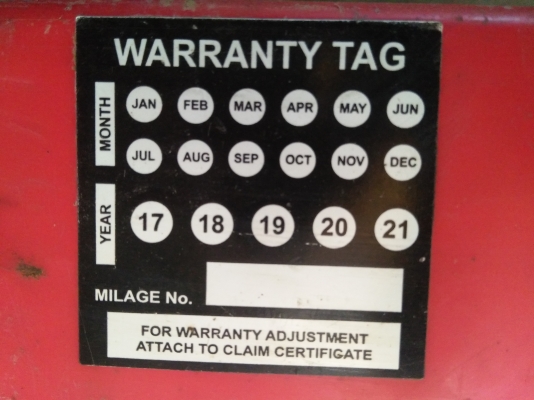 WARRANTY TAG
MONTH
JAN FEB MAR APR MAY JUN
JUL AUG SEP OCT NOV DEC
YEAR
17 18 19 20 21
MILAGE No.
FOR WARRANTY ADJUSTMENT
ATTACH TO CLAIM CERTIFIGATE